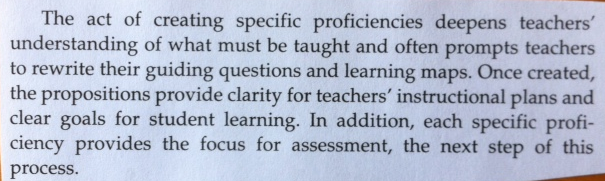 The act of creating specific proficiencies deepens teachers’
understanding of what must be taught and often prompts teachers
to rewrite their guiding questions and learning maps. Once created,
the propositions provide clarity for teachers’ instructional plans and
clear goals for student learning. In addition, each specific profi-
ciency provides the focus for assessment, the next step of this
process.